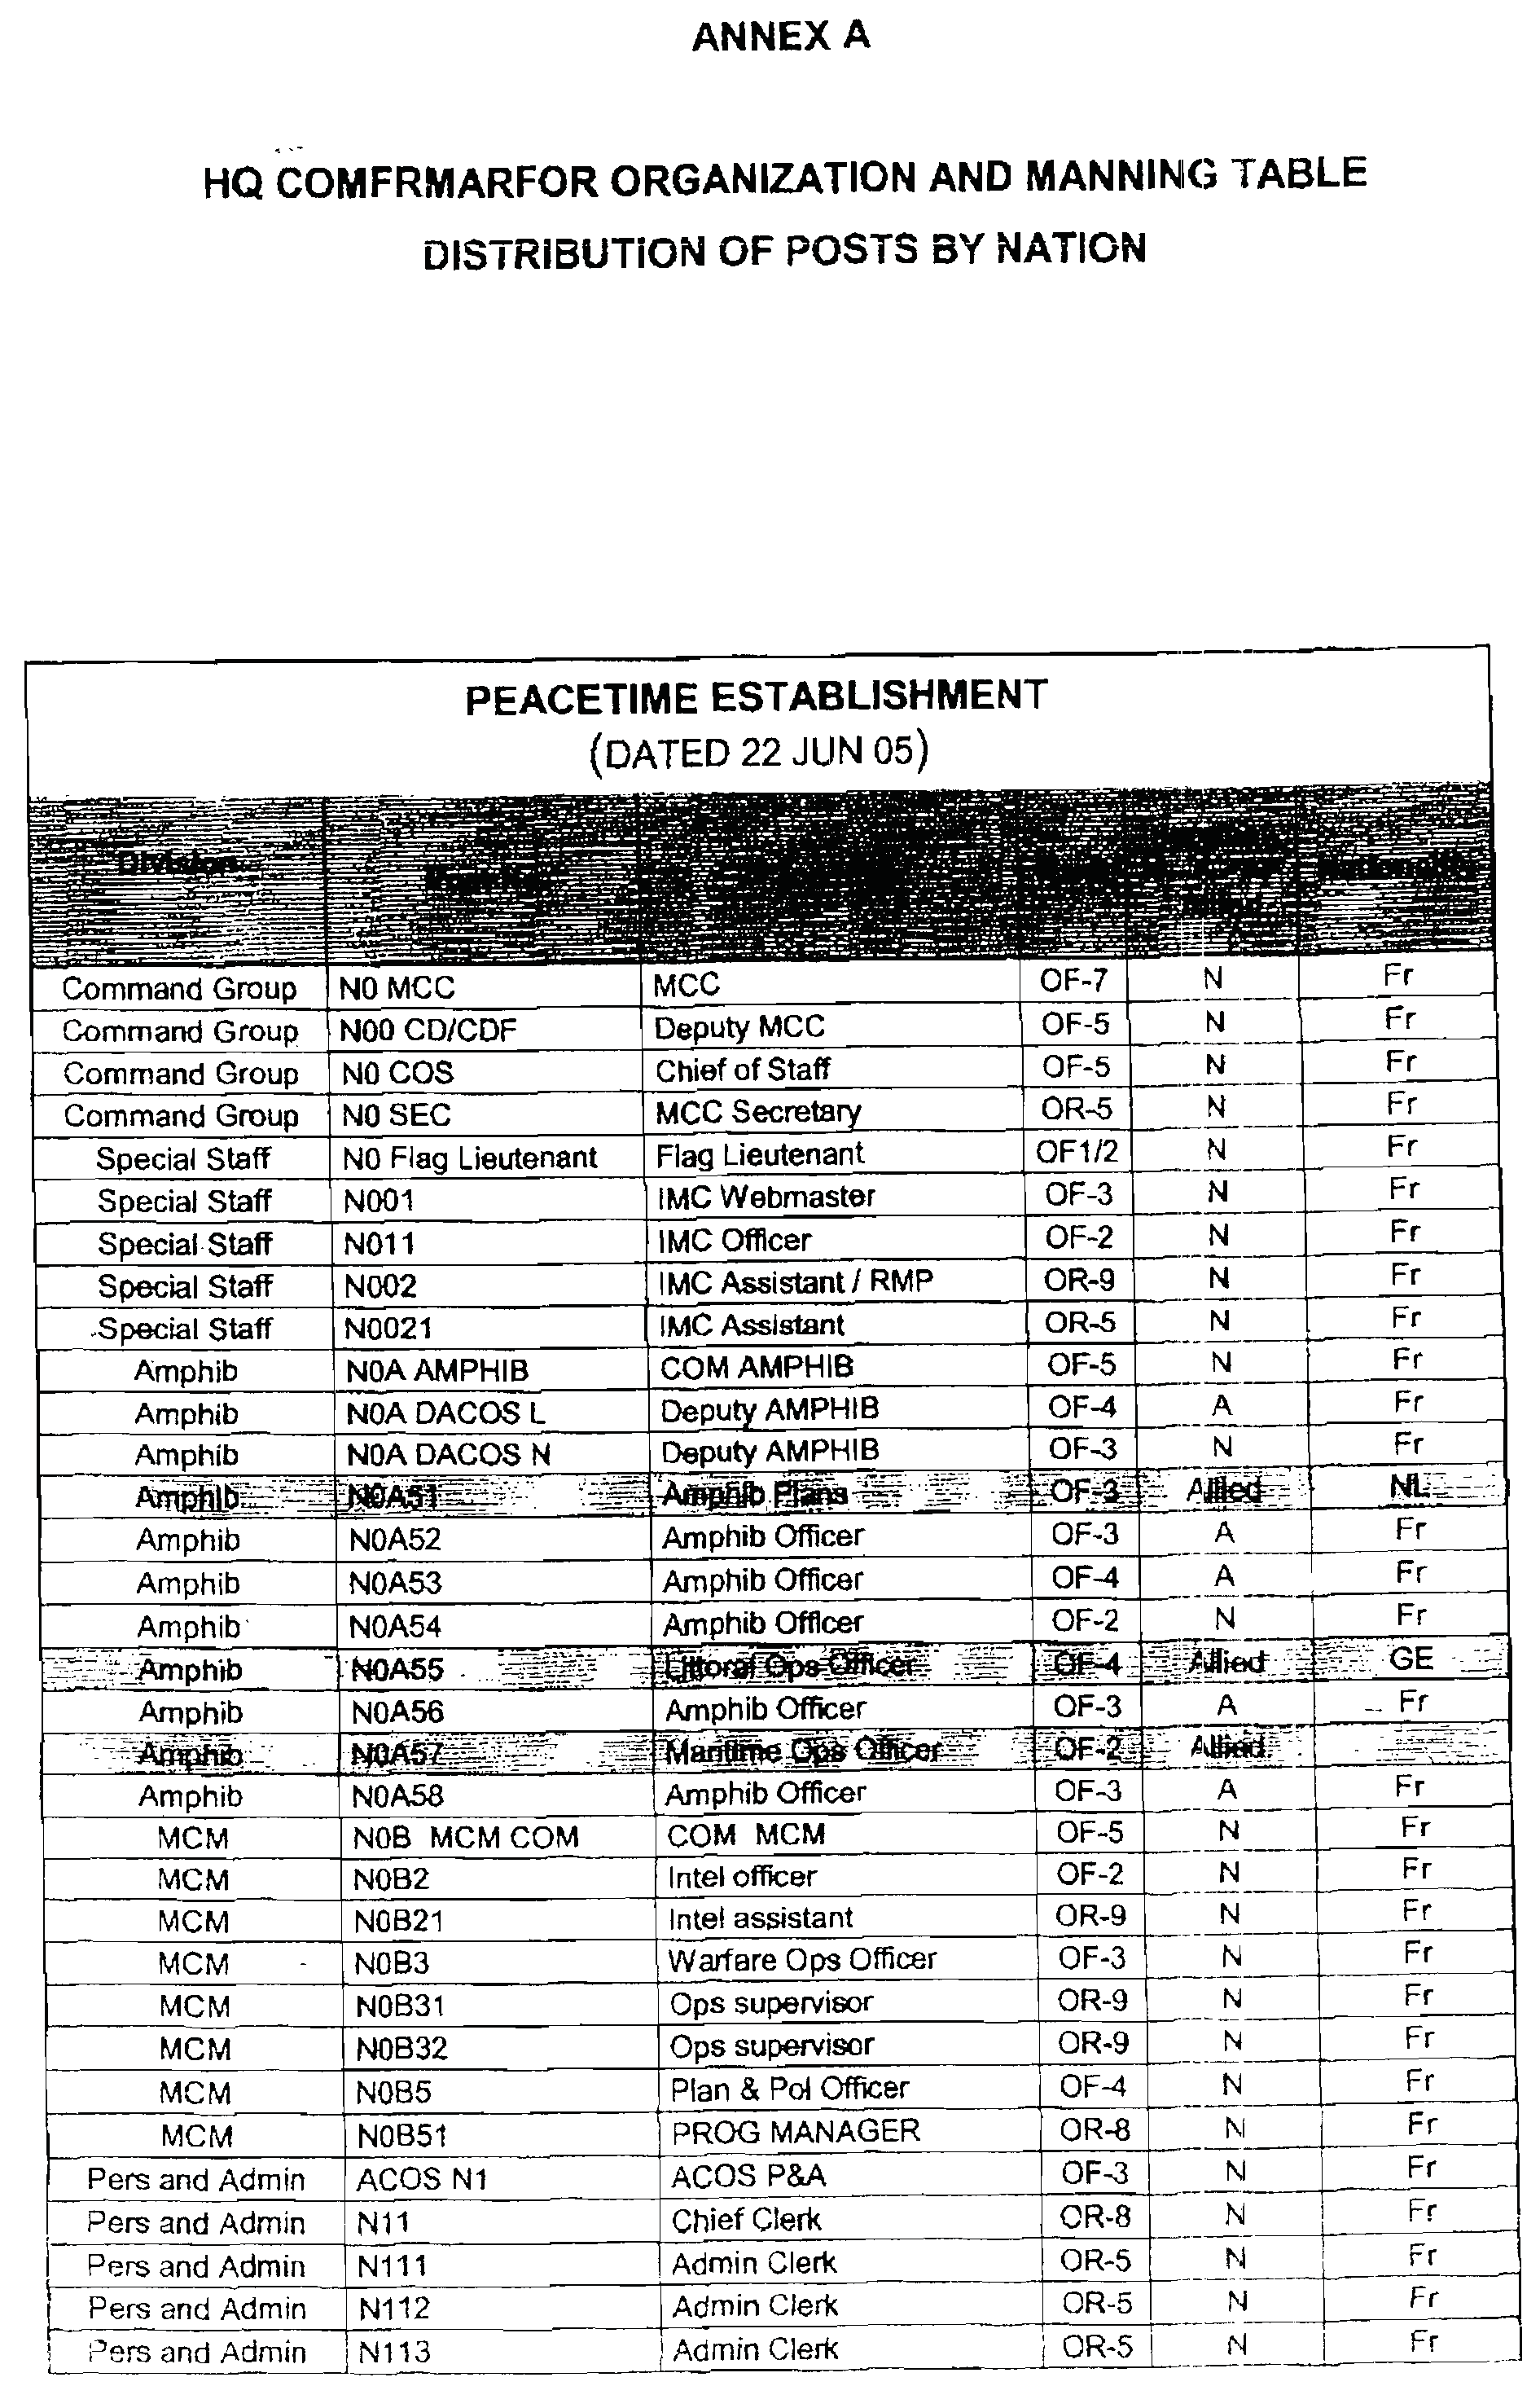 ANNEX A
HQ COMFRMARFOR ORGANIZATION AND MANNING TABLE
DISTRIBUTION OF POSTS BY NATION
PEACETIME ESTABLISHMENT
(DATED 22 JUN 05)
Division Nationality
Command Group N0 MCC MCC OF-7 N Fr
Command Group N00 CD/CDF Deputy MCC OF-5 N Fr
Command Group N0 COS Chief of Staff OF-5 N Fr
Command Group N0 SEC MCC Secretary OR-5 N Fr
Special Staff N0 Flag Lieutenant Flag Lieutenant OF1/2 N Fr
Special Staff N001 IMC Webmaster OF-3 N Fr
Special Staff N011 IMC Officer OF-2 N Fr
Special Staff N002 IMC Assistant / RMP OR-9 N Fr
Special Staff N0021 IMC Assistant OR-5 N Fr
Amphib N0A AMPHIB COM AMPHIB OF-5 N Fr
Amphib N0A DACOS L Deputy AMPHIB OF-4 A Fr
Amphib N0A DACOS N Deputy AMPHIB OF-3 N Fr
Amphib N0A51 Amphib Plans OF-3 Allied NL
Amphib N0A52 Amphib Officer OF-3 A Fr
Amphib N0A53 Amphib Officer OF-4 A Fr
Amphib N0A54 Amphib Officer OF-2 N Fr
Amphib N0A55 Littoral Ops Officer OF-4 Allied GE
Amphib N0A56 Amphib Officer OF-3 A Fr
Amphib N0A57 Maritime Ops Officer OF-2 Allied
Amphib N0A58 Amphib Officer OF-3 A Fr
MCM N0B MCM COM COM MCM OF-5 N Fr
MCM N0B2 Intel officer OF-2 N Fr
MCM N0B21 Intel assistant OR-9 N Fr
MCM N0B3 Warfare Ops Officer OF-3 N Fr
MCM N0B31 Ops supervisor OR-9 N Fr
MCM N0B32 Ops supervisor OR-9 N Fr
MCM N0B5 Plan & Pol Officer OF-4 N Fr
MCM N0B51 PROG MANAGER OR-8 N Fr
Pers and Admin ACOS N1 ACOS P&A OF-3 N Fr
Pers and Admin N11 Chief Clerk OR-8 N Fr
Pers and Admin N111 Admin Clerk OR-5 N Fr
Pers and Admin N112 Admin Clerk OR-5 N Fr
Pers and Admin N113 Admin Clerk OR-5 N Fr